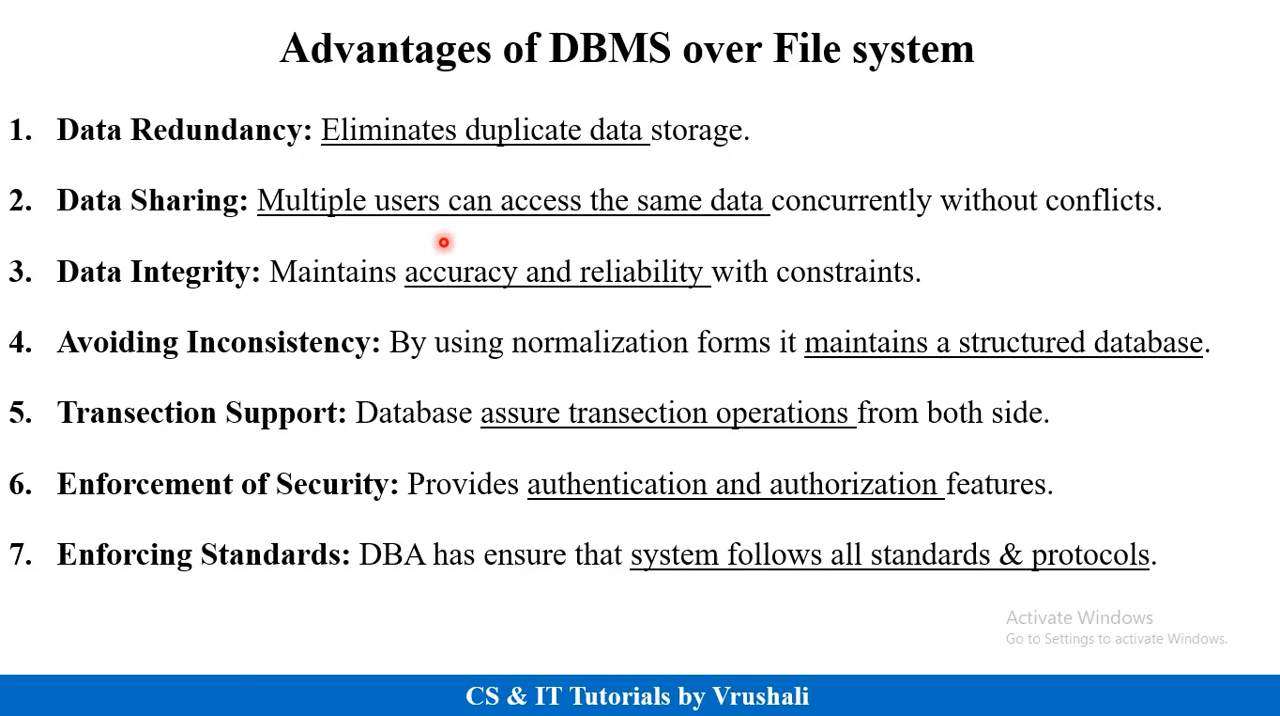 Advantages of DBMS over File system
1. Data Redundancy: Eliminates duplicate data storage.
2. Data Sharing: Multiple users can access the same data concurrently without conflicts.
3. Data Integrity: Maintains accuracy and reliability with constraints.
4. Avoiding Inconsistency: By using normalization forms it maintains a structured database.
5. Transection Support: Database assure transection operations from both side.
6. Enforcement of Security: Provides authentication and authorization features.
7. Enforcing Standards: DBA has ensure that system follows all standards & protocols.
Activate Windows
Go to Settings to activate Windows.
CS & IT Tutorials by Vrushali